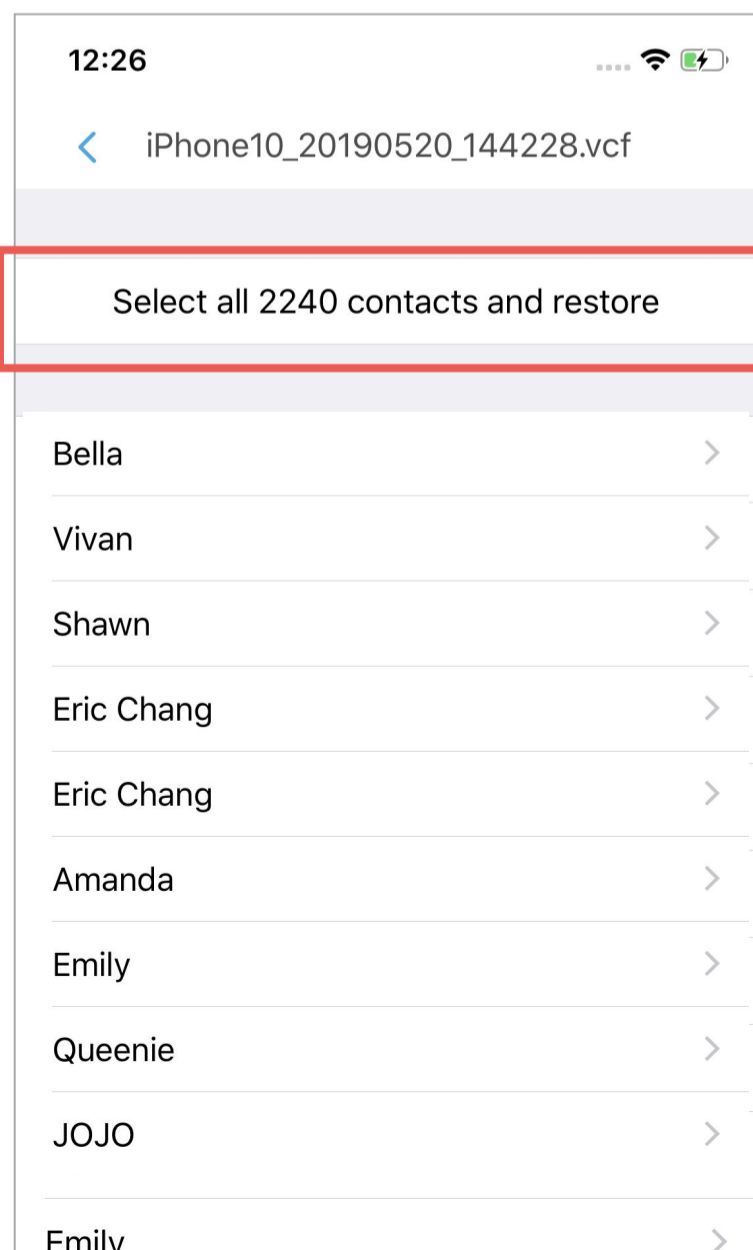 12:26
iPhone10_20190520_144228.vcf
Select all 2240 contacts and restore
Bella
Vivan
Shawn
Eric Chang
Eric Chang
Amanda
Emily
Queenie
JOJO
Emily